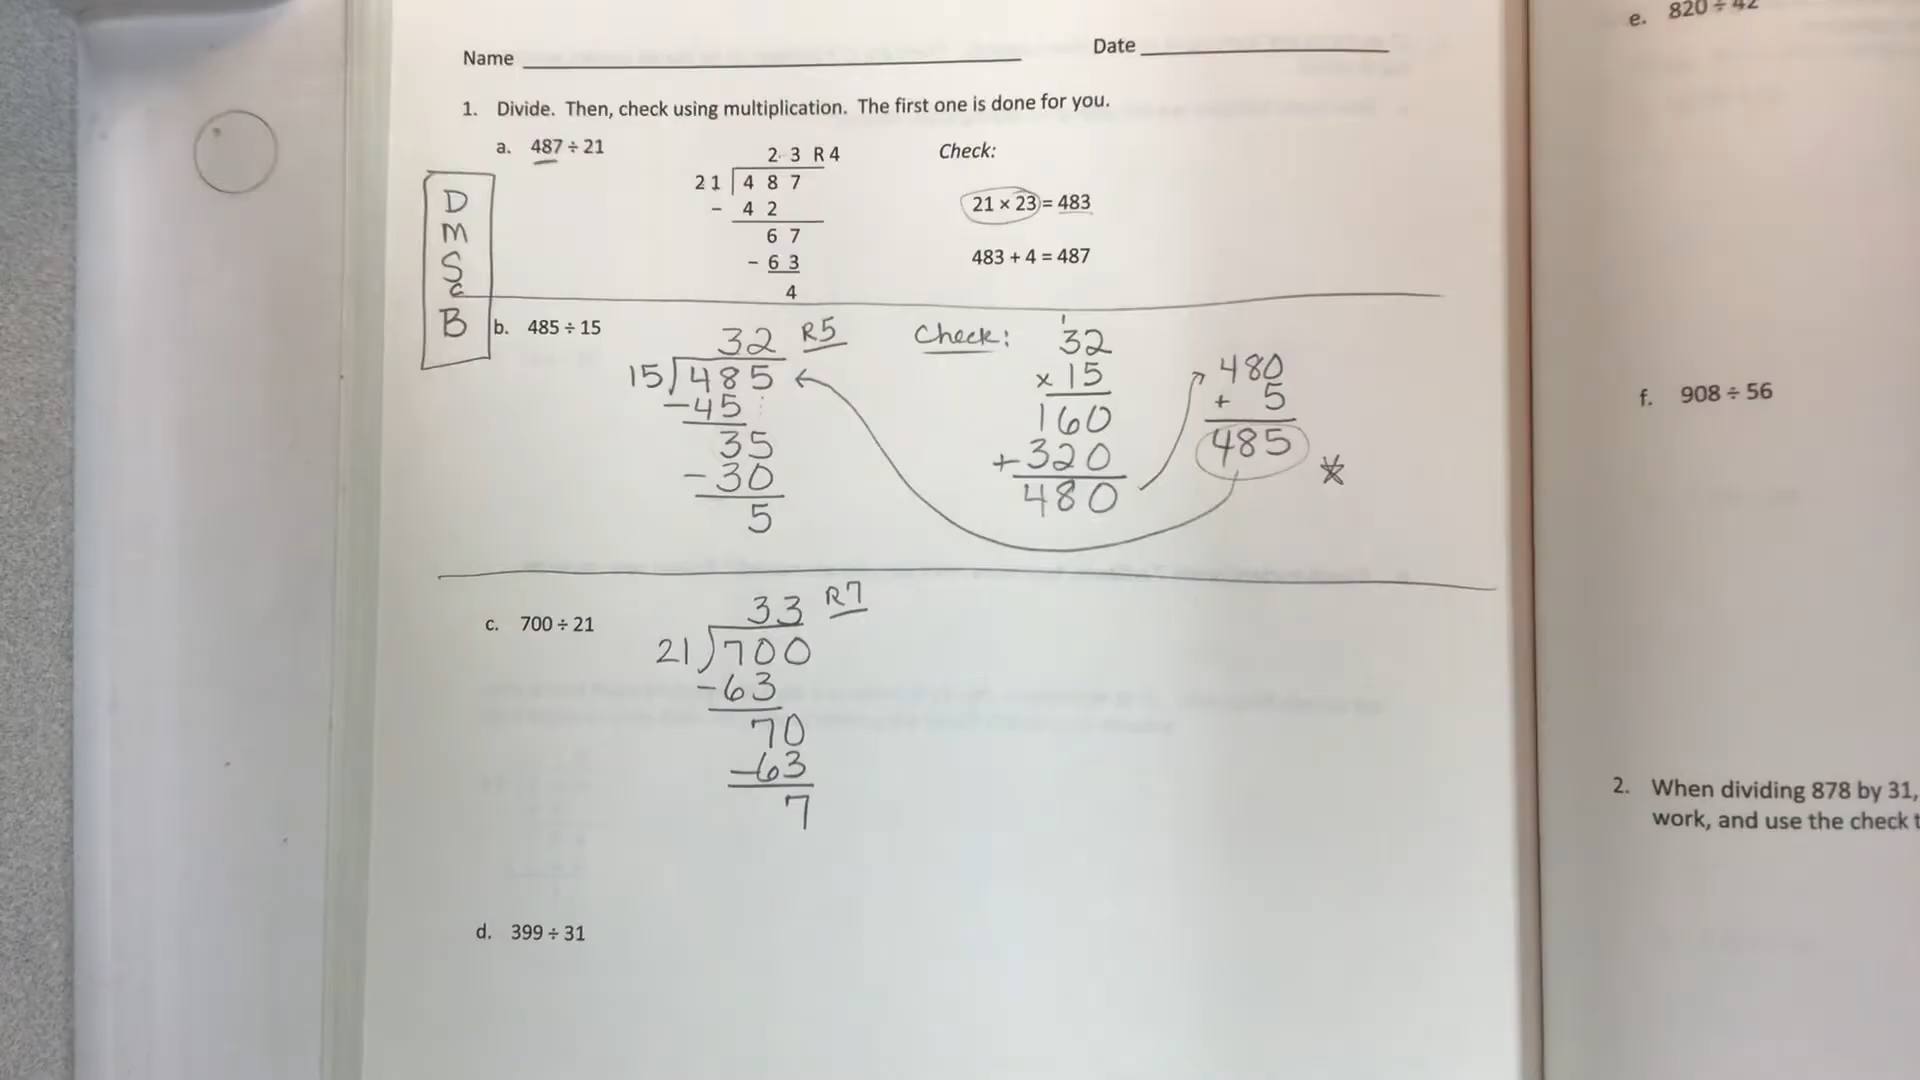 Name
Date
1. Divide. Then, check using multiplication. The first one is done for you.
a. 487 ÷ 21
2 3 R 4
21 4 8 7
- 4 2
6 7
- 6 3
4
Check:
21 × 23 = 483
483 + 4 = 487
D
M
S
C
B
b. 485 ÷ 15
32 R5
15 485
-45
35
-30
5
Check:
1
32
x 15
160
+320
480
480
+ 5
485
c. 700 ÷ 21
33 R7
21 700
-63
70
-63
7
d. 399 ÷ 31
e. 820 ÷ 42
f. 908 ÷ 56
2. When dividing 878 by 31,
work, and use the check